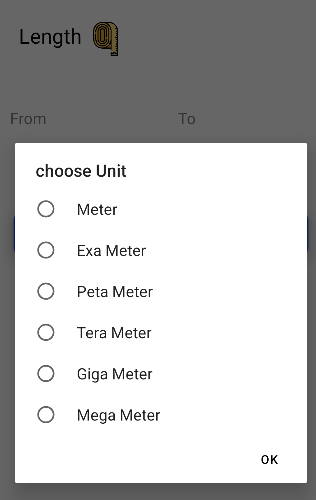 Length
From To
choose Unit
Meter
Exa Meter
Peta Meter
Tera Meter
Giga Meter
Mega Meter
OK